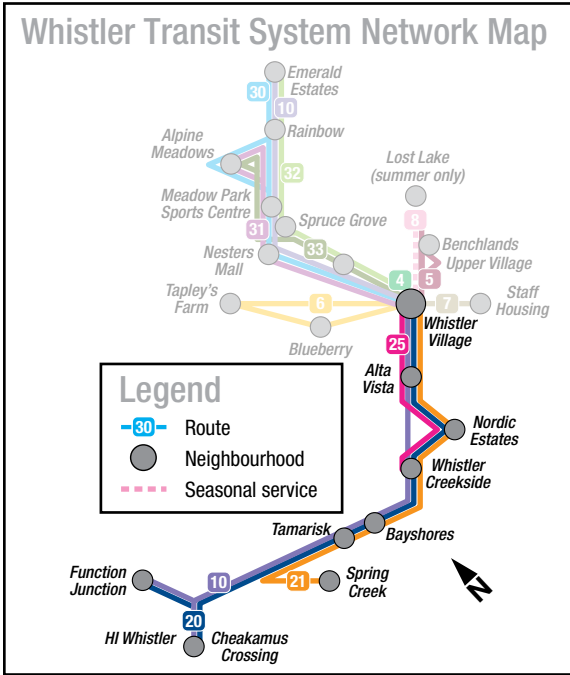 Whistler Transit System Network Map
Emerald
Estates
30
10
Rainbow
Alpine
Meadows
32
Lost Lake
(summer only)
Meadow Park
Sports Centre
8
Spruce Grove
31
33
Benchlands
Upper Village
Nesters
Mall
4
5
Tapley's
Farm
6
7
Staff
Housing
Whistler
Village
Blueberry
25
Alta
Vista
Legend
30
Route
Neighbourhood
Seasonal service
Nordic
Estates
Whistler
Creekside
Tamarisk
Bayshores
Function
Junction
10
21
Spring
Creek
N
20
HI Whistler
Cheakamus
Crossing